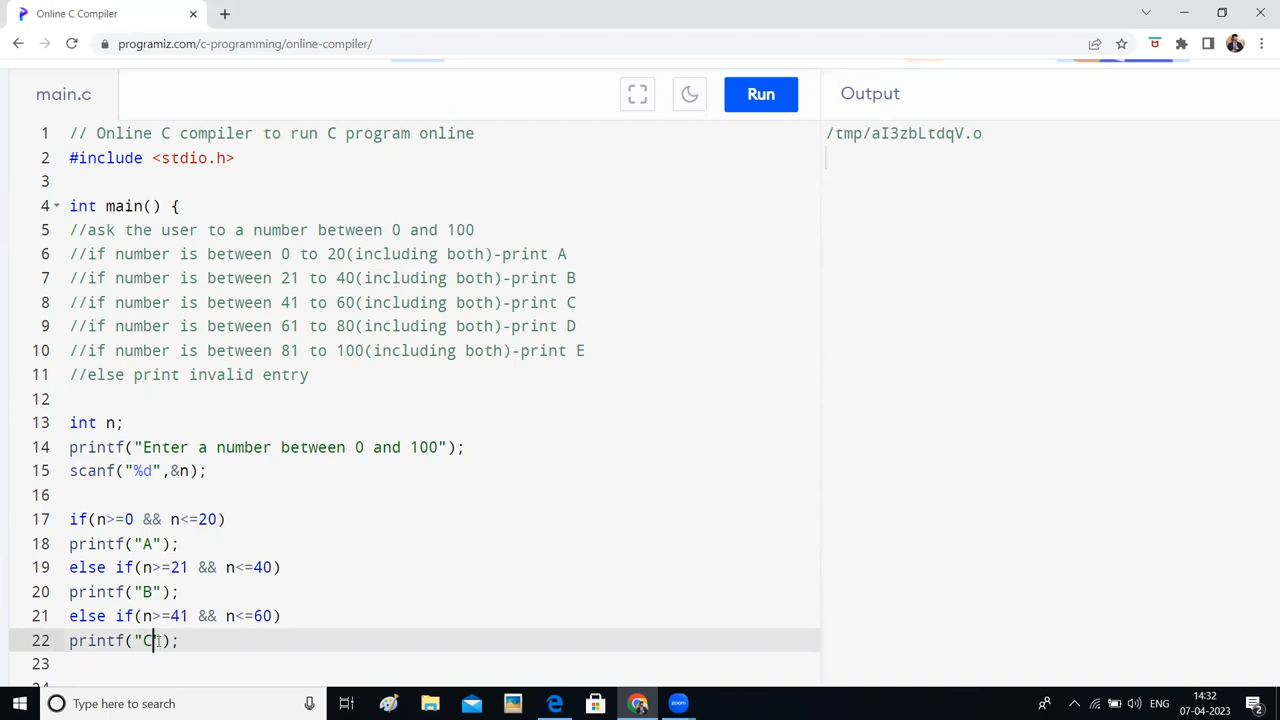 Online C Compiler
programiz.com/c-programming/online-compiler/
main.c
Run
Output
1 // Online C compiler to run C program online
2 #include <stdio.h>
3
4 int main() {
5 //ask the user to a number between 0 and 100
6 //if number is between 0 to 20(including both)-print A
7 //if number is between 21 to 40(including both)-print B
8 //if number is between 41 to 60(including both)-print C
9 //if number is between 61 to 80(including both)-print D
10 //if number is between 81 to 100(including both)-print E
11 //else print invalid entry
12
13 int n;
14 printf("Enter a number between 0 and 100");
15 scanf("%d",&n);
16
17 if(n>=0 && n<=20)
18 printf("A");
19 else if(n>=21 && n<=40)
20 printf("B");
21 else if(n>=41 && n<=60)
22 printf("C");
23
/tmp/aI3zbLtdqV.o
Type here to search
zoom
ENG
14:32
07-04-2023
2